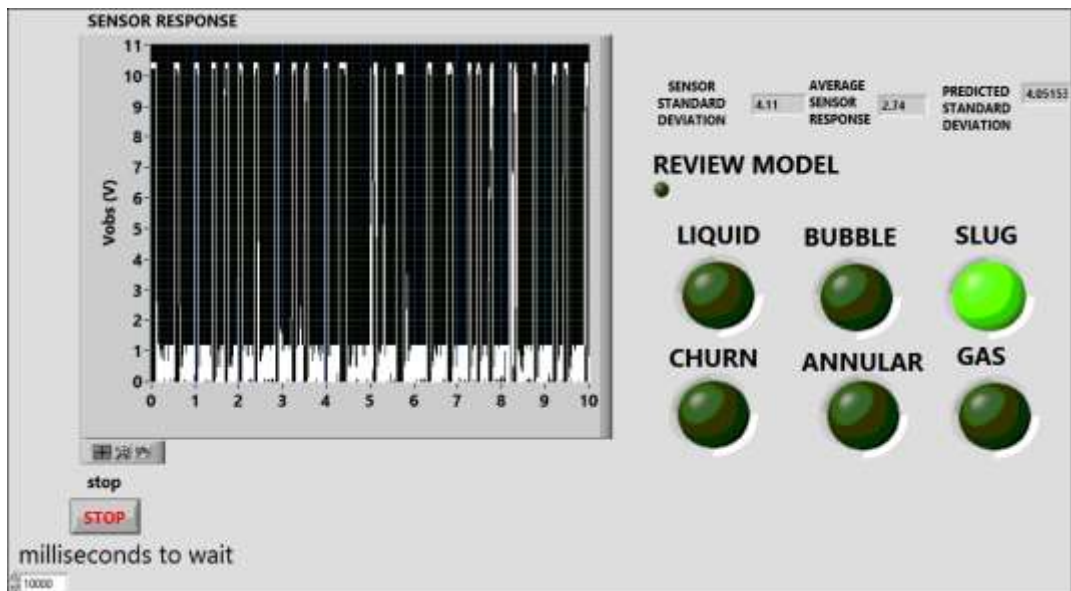 SENSOR RESPONSE
11
10
9
8
7
6
5
4
3
2
1
0
Vobs (V)
0 1 2 3 4 5 6 7 8 9 10
SENSOR
STANDARD
DEVIATION
4.11
AVERAGE
SENSOR
RESPONSE
2.74
PREDICTED
STANDARD
DEVIATION
4.05153
REVIEW MODEL
LIQUID BUBBLE SLUG
CHURN ANNULAR GAS
stop
STOP
milliseconds to wait
10000